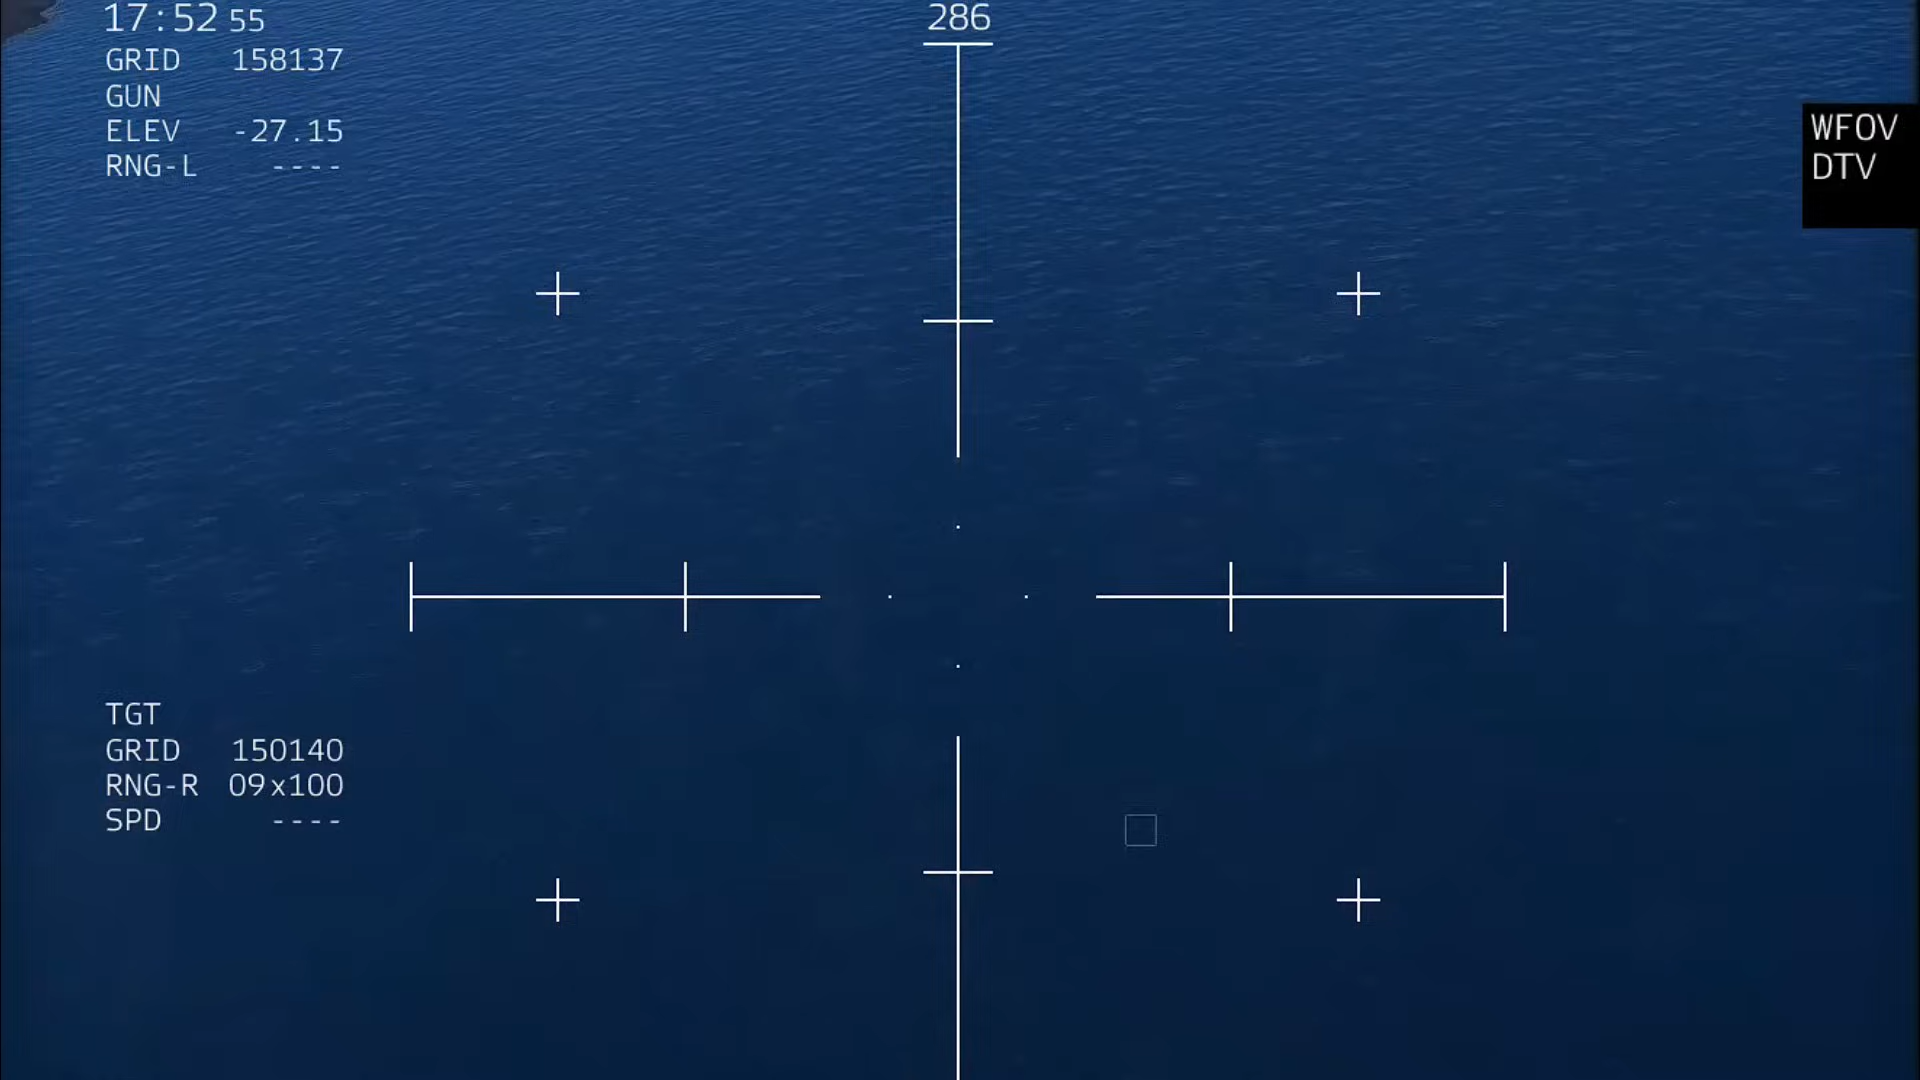 17:52 55
286
GRID 158137
GUN
ELEV -27.15
RNG-L ----
WFOV
DTV
TGT
GRID 150140
RNG-R 09x100
SPD ----